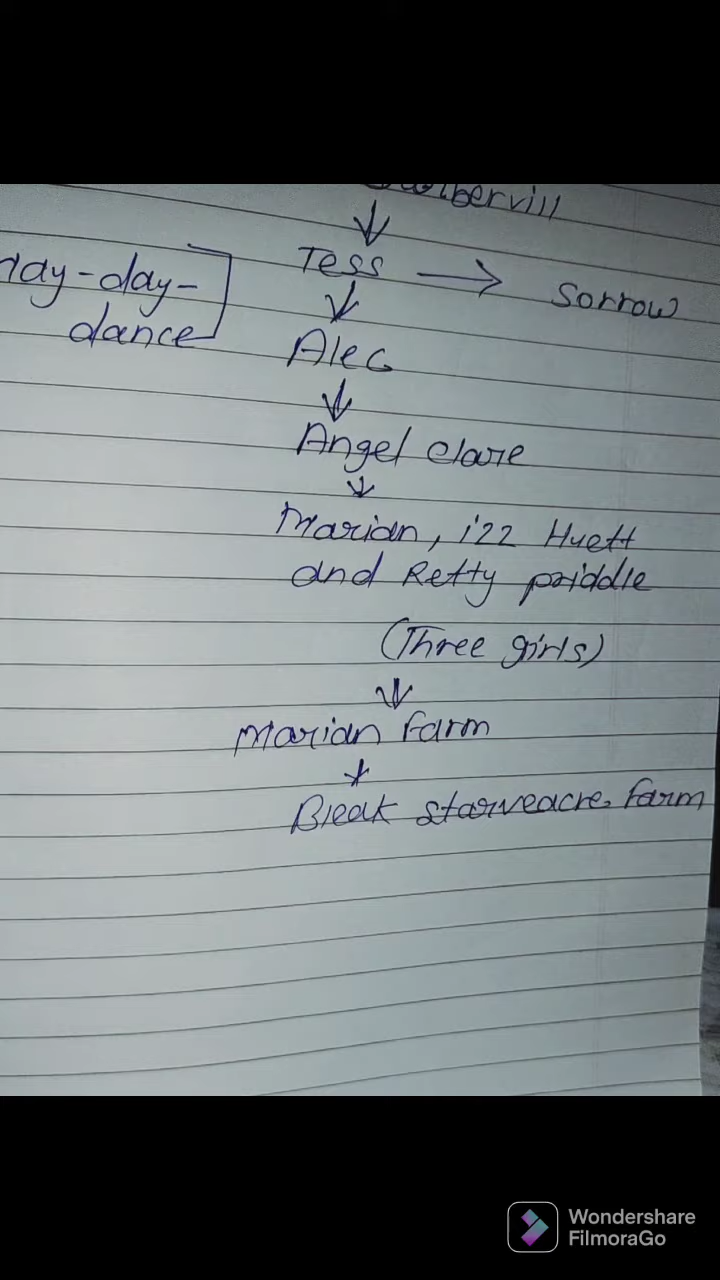 Tess → Sorrow
may-day-
dance
↓
Alec
↓
Angel clare
↓
Marian, izz Huett
and Retty priddle
(Three girls)
↓
Marian Farm
↓
Bleak starveacre Farm
Wondershare
FilmoraGo